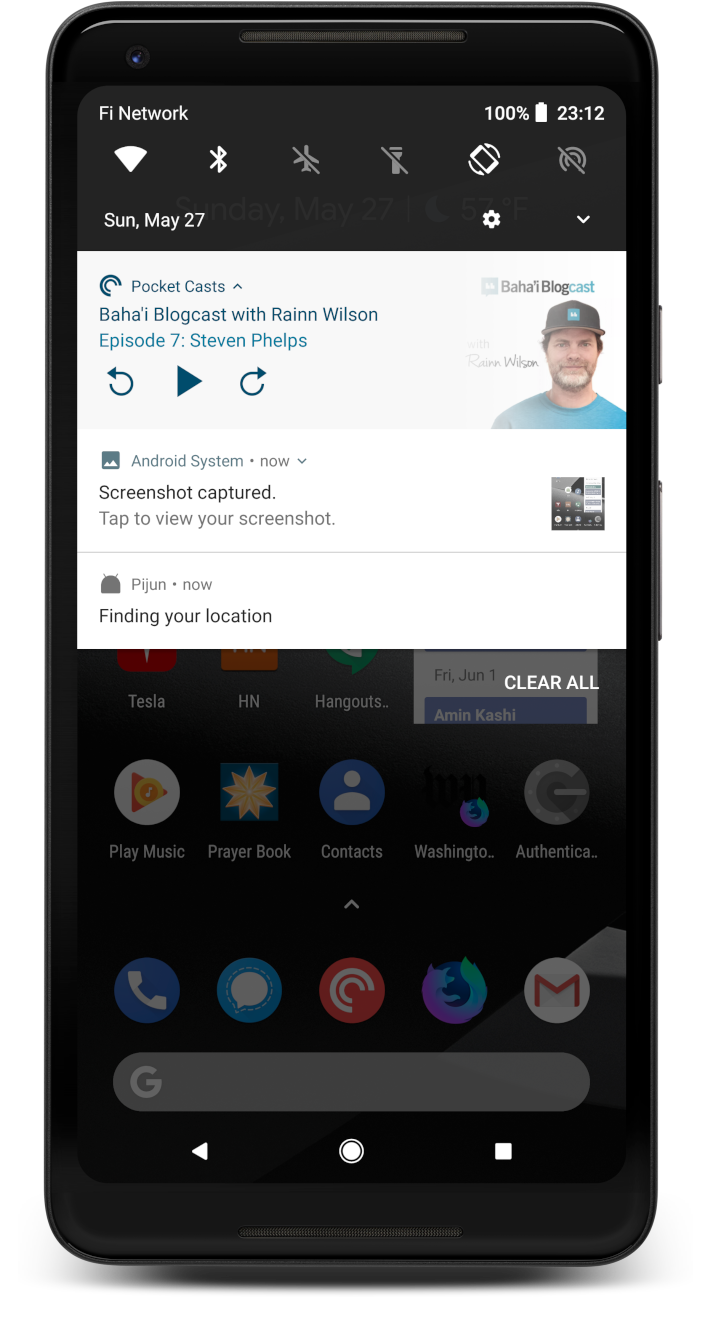 Fi Network
100%
23:12
Sunday, May 27 | 57 °F
Sun, May 27
Pocket Casts
Baha'i Blogcast with Rainn Wilson
Episode 7: Steven Phelps
Baha'i Blogcast
with
Rainn Wilson
Android System • now
Screenshot captured.
Tap to view your screenshot.
Pijun • now
Finding your location
Fri, Jun 1
CLEAR ALL
Amin Kashi
Tesla
HN
Hangouts..
Play Music
Prayer Book
Contacts
Washingto..
Authentica..
G